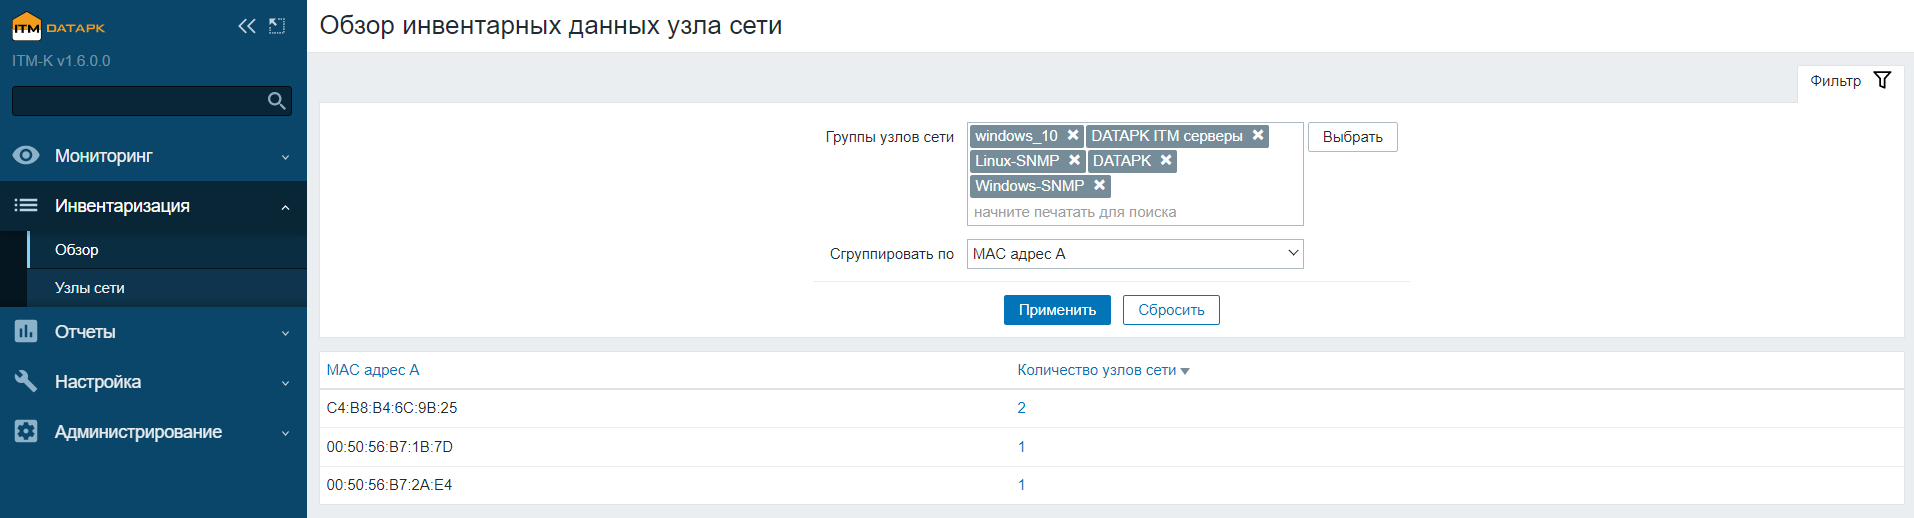 ITM DATAPK
ITM-K v1.6.0.0
Мониторинг
Инвентаризация
Обзор
Узлы сети
Отчеты
Настройка
Администрирование
Обзор инвентарных данных узла сети
Фильтр
Группы узлов сети
windows_10
DATAPK ITM серверы
Linux-SNMP
DATAPK
Windows-SNMP
начните печатать для поиска
Выбрать
Сгруппировать по
MAC адрес A
Применить
Сбросить
MAC адрес A
Количество узлов сети
C4:B8:B4:6C:9B:25
2
00:50:56:B7:1B:7D
1
00:50:56:B7:2A:E4
1